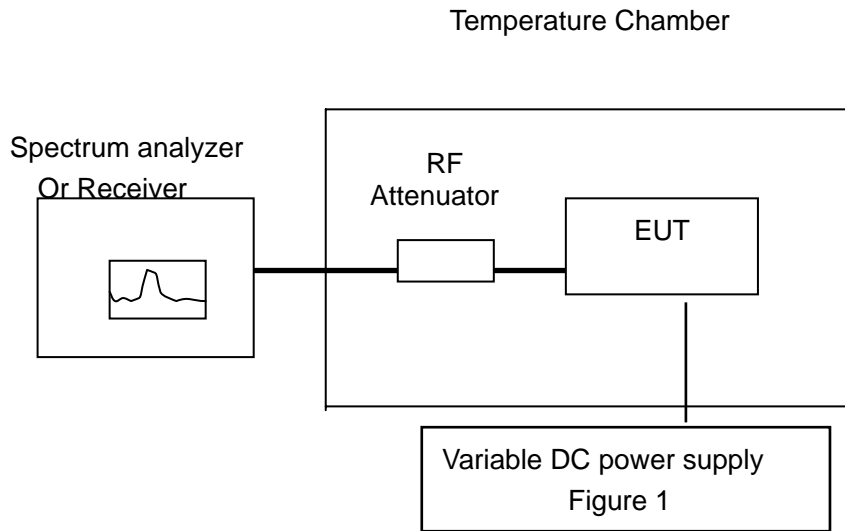 Temperature Chamber
Spectrum analyzer
Or Receiver
RF
Attenuator
EUT
Variable DC power supply
Figure 1